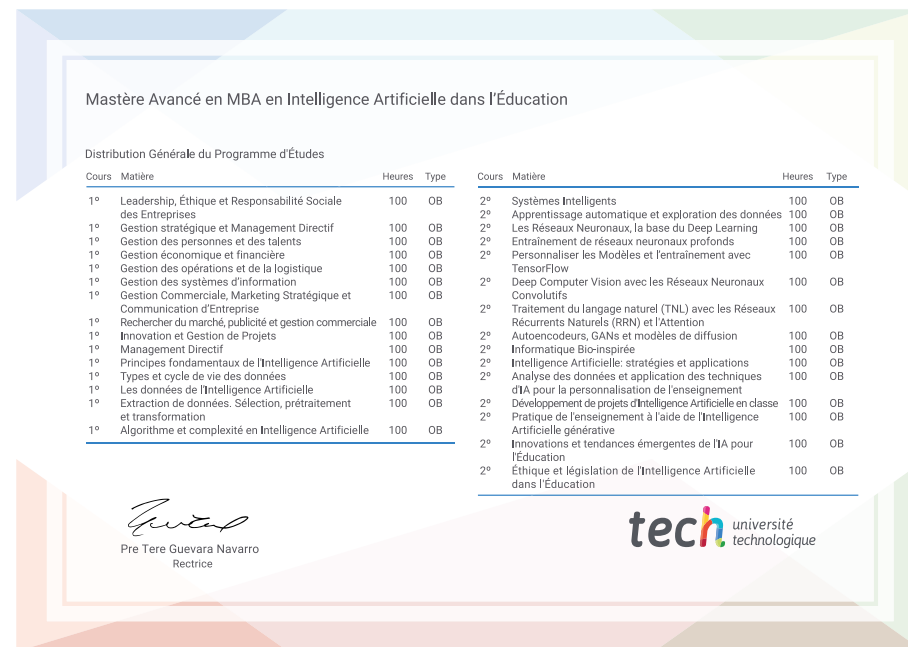 Mastère Avancé en MBA en Intelligence Artificielle dans l'Éducation
Distribution Générale du Programme d'Études
Cours Matière Heures Type
1º Leadership, Éthique et Responsabilité Sociale 100 OB
des Entreprises
1º Gestion stratégique et Management Directif 100 OB
1º Gestion des personnes et des talents 100 OB
1º Gestion économique et financière 100 OB
1º Gestion des opérations et de la logistique 100 OB
1º Gestion des systèmes d'information 100 OB
1º Gestion Commerciale, Marketing Stratégique et 100 OB
Communication d'Entreprise
1º Rechercher du marché, publicité et gestion commerciale 100 OB
1º Innovation et Gestion de Projets 100 OB
1º Management Directif 100 OB
1º Principes fondamentaux de l'Intelligence Artificielle 100 OB
1º Types et cycle de vie des données 100 OB
1º Les données de l'Intelligence Artificielle 100 OB
1º Extraction de données. Sélection, prétraitement 100 OB
et transformation
1º Algorithme et complexité en Intelligence Artificielle 100 OB
Cours Matière Heures Type
2º Systèmes Intelligents 100 OB
2º Apprentissage automatique et exploration des données 100 OB
2º Les Réseaux Neuronaux, la base du Deep Learning 100 OB
2º Entraînement de réseaux neuronaux profonds 100 OB
2º Personnaliser les Modèles et l'entraînement avec 100 OB
TensorFlow
2º Deep Computer Vision avec les Réseaux Neuronaux 100 OB
Convolutifs
2º Traitement du langage naturel (TNL) avec les Réseaux 100 OB
Récurrents Naturels (RRN) et l'Attention
2º Autoencodeurs, GANs et modèles de diffusion 100 OB
2º Informatique Bio-inspirée 100 OB
2º Intelligence Artificielle: stratégies et applications 100 OB
2º Analyse des données et application des techniques 100 OB
d'IA pour la personnalisation de l'enseignement
2º Développement de projets d'Intelligence Artificielle en classe 100 OB
2º Pratique de l'enseignement à l'aide de l'Intelligence 100 OB
Artificielle générative
2º Innovations et tendances émergentes de l'IA pour 100 OB
l'Éducation
2º Éthique et législation de l'Intelligence Artificielle 100 OB
dans l'Éducation
Pre Tere Guevara Navarro
Rectrice
tech université
technologique